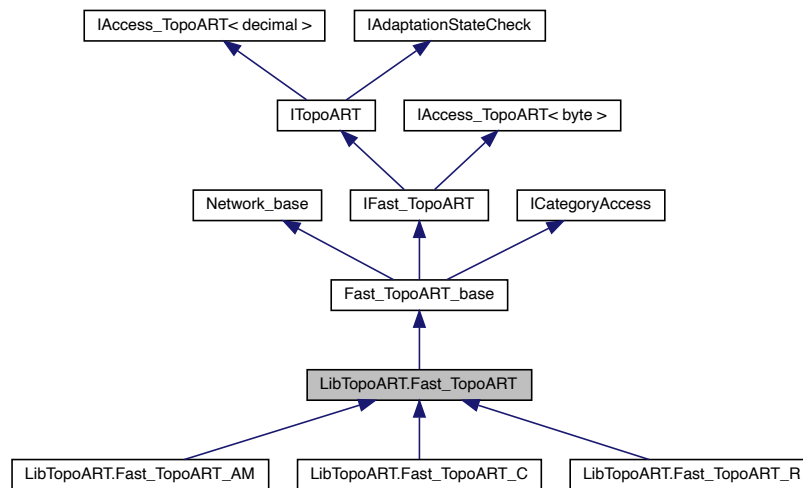 IAccess_TopoART< decimal >
IAdaptationStateCheck
ITopoART
IAccess_TopoART< byte >
Network_base
IFast_TopoART
ICategoryAccess
Fast_TopoART_base
LibTopoART.Fast_TopoART
LibTopoART.Fast_TopoART_AM
LibTopoART.Fast_TopoART_C
LibTopoART.Fast_TopoART_R